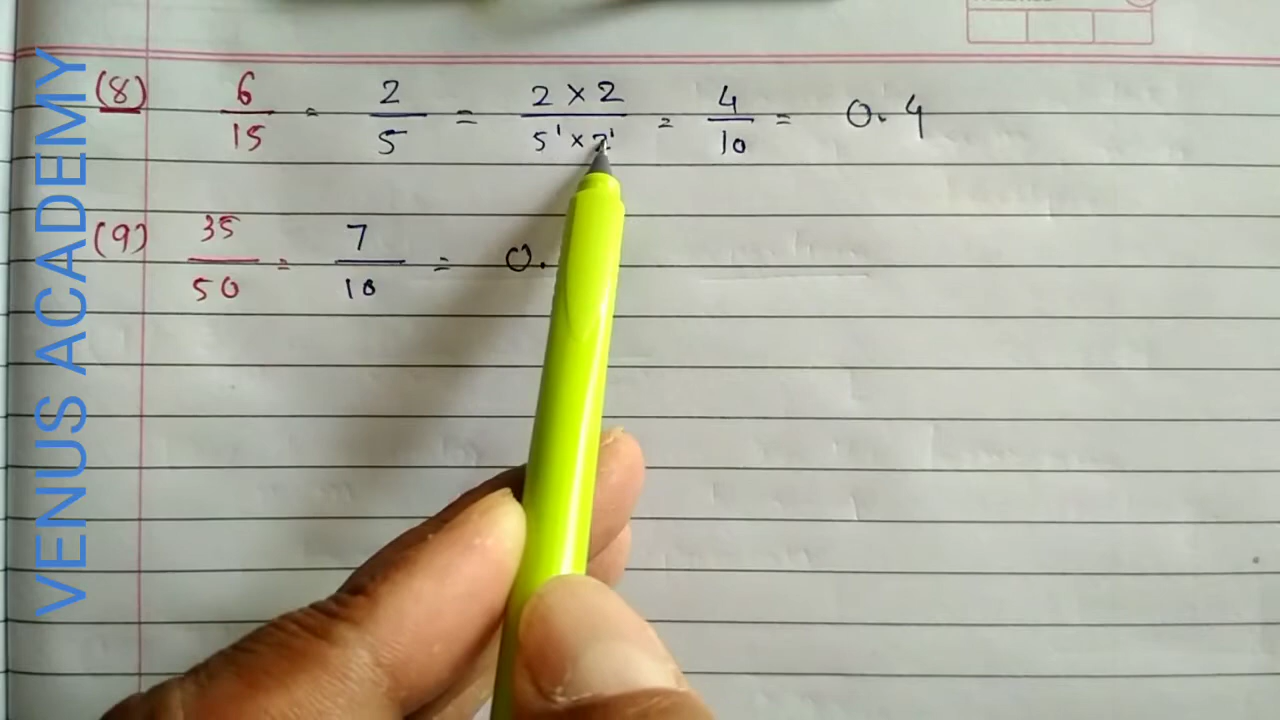 VENUS ACADEMY
(8) 6/15 = 2/5 = 2 × 2/5¹ × 2¹ = 4/10 = 0.4
(9) 35/50 = 7/10 = 0.